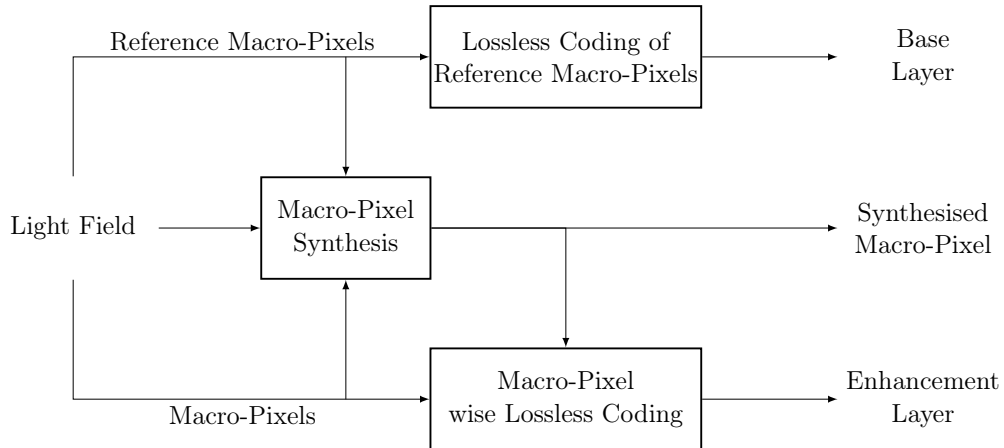 Reference Macro-Pixels
Lossless Coding of
Reference Macro-Pixels
Base
Layer
Light Field
Macro-Pixel
Synthesis
Synthesised
Macro-Pixel
Macro-Pixels
Macro-Pixel
wise Lossless Coding
Enhancement
Layer